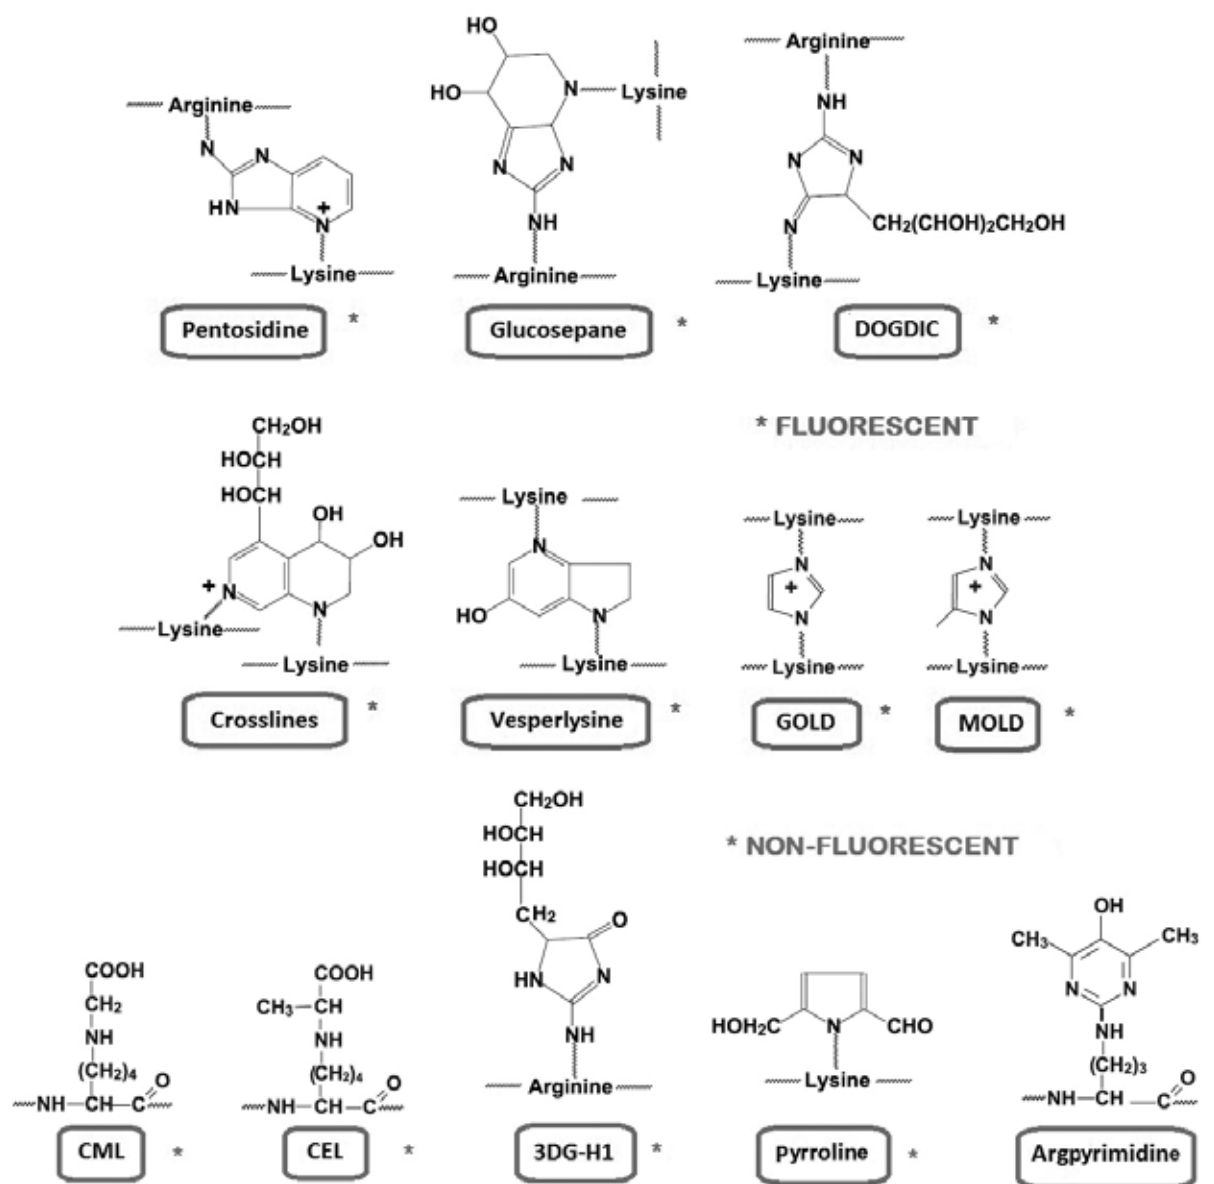 Arginine
N
N
HN
N
+
Lysine
Pentosidine *
HO
HO
N
Lysine
N
N
NH
Arginine
Glucosepane *
Arginine
NH
N
N
N
CH2(CHOH)2CH2OH
Lysine
DOGDIC *
* FLUORESCENT
CH2OH
HOCH
HOCH
OH
OH
+
N
N
Lysine
Lysine
Crosslines *
Lysine
N
HO
N
Lysine
Vesperlysine *
Lysine
N
+
N
Lysine
GOLD *
Lysine
N
+
N
Lysine
MOLD *
* NON-FLUORESCENT
COOH
CH2
NH
(CH2)4
O
NH—CH—C
CML *
COOH
CH3—CH
NH
(CH2)4
O
NH—CH—C
CEL *
CH2OH
HOCH
HOCH
CH2
O
HN
N
NH
Arginine
3DG-H1 *
HOH2C
N
CHO
Lysine
Pyrroline *
OH
CH3
CH3
N
N
NH
(CH2)3
O
NH—CH—C
Argpyrimidine